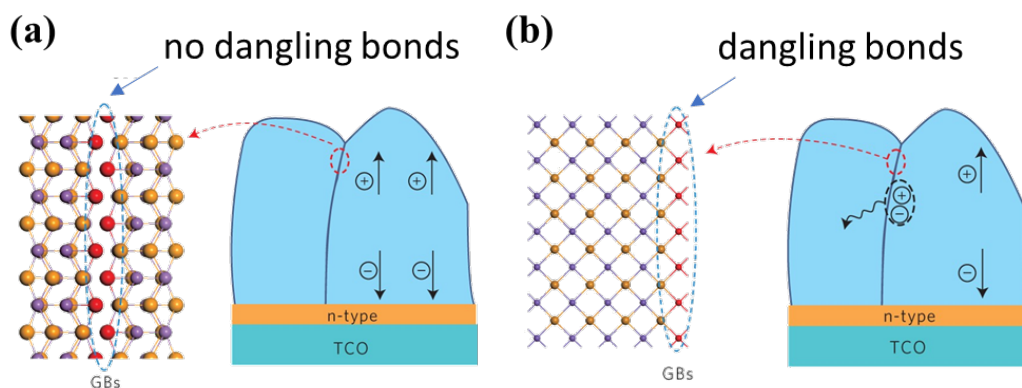 (a)
no dangling bonds
GBs
+
+
−
−
n-type
TCO
(b)
dangling bonds
GBs
+
−
+
−
n-type
TCO